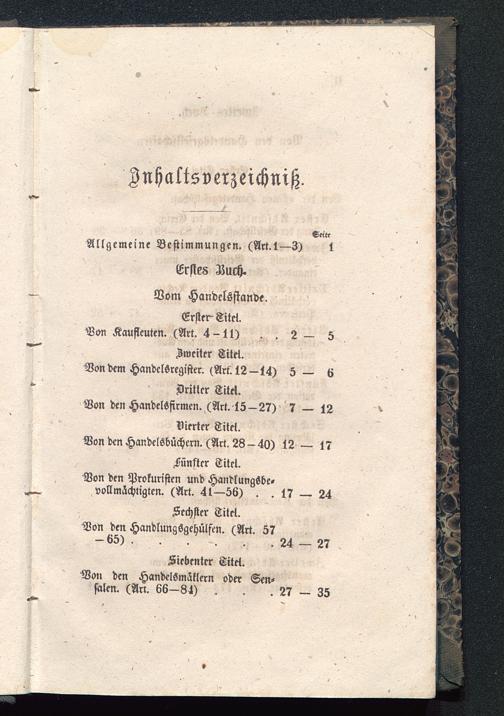 Inhaltsverzeichniß.
Seite
Allgemeine Bestimmungen. (Art. 1—3) 1
Erstes Buch.
Vom Handelsstande.
Erster Titel.
Von Kaufleuten. (Art. 4—11) . . 2 — 5
Zweiter Titel.
Von dem Handelsregister. (Art. 12—14) 5 — 6
Dritter Titel.
Von den Handelsfirmen. (Art. 15—27) 7 — 12
Vierter Titel.
Von den Handelsbüchern. (Art. 28—40) 12 — 17
Fünfter Titel.
Von den Prokuristen und Handlungsbe-
vollmächtigten. (Art. 41—56) . . 17 — 24
Sechster Titel.
Von den Handlungsgehülfen. (Art. 57
—65) . . . . . 24 — 27
Siebenter Titel.
Von den Handelsmäklern oder Sen-
salen. (Art. 66—84) . . . 27 — 35